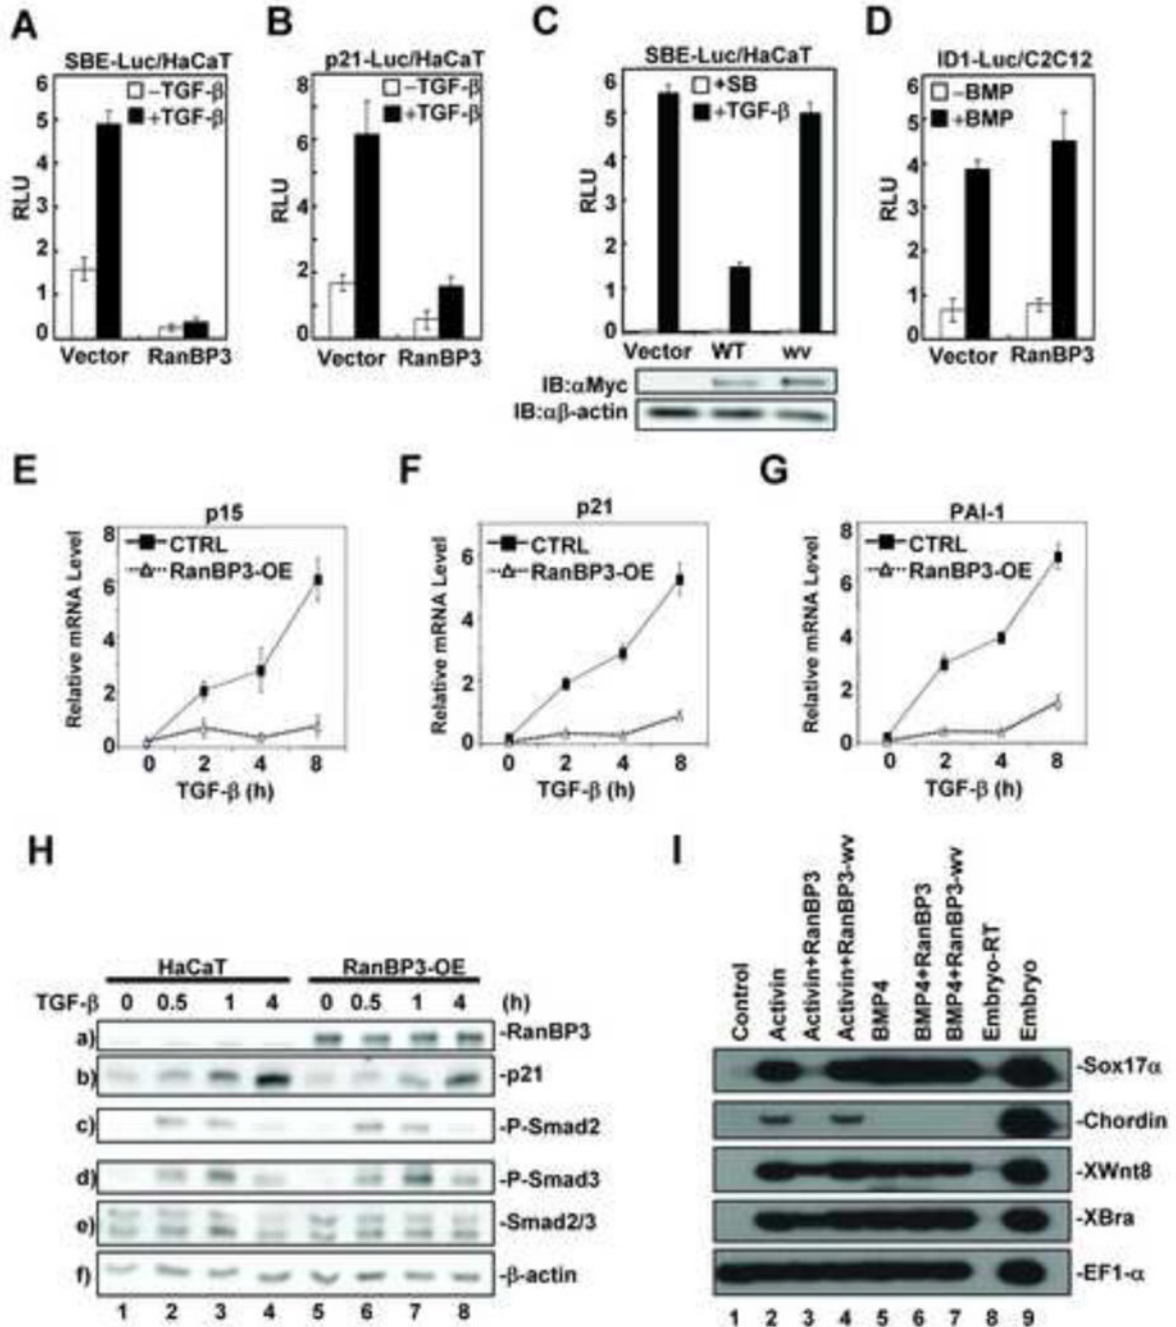 A
SBE-Luc/HaCaT
–TGF-β
+TGF-β
RLU
6
5
4
3
2
1
0
Vector RanBP3
B
p21-Luc/HaCaT
–TGF-β
+TGF-β
RLU
8
6
4
2
0
Vector RanBP3
C
SBE-Luc/HaCaT
+SB
+TGF-β
RLU
6
5
4
3
2
1
0
Vector WT wv
IB:αMyc
IB:αβ-actin
D
ID1-Luc/C2C12
–BMP
+BMP
RLU
6
5
4
3
2
1
0
Vector RanBP3
E
p15
CTRL
RanBP3-OE
Relative mRNA Level
8
6
4
2
0
0 2 4 8
TGF-β (h)
F
p21
CTRL
RanBP3-OE
Relative mRNA Level
6
4
2
0
0 2 4 8
TGF-β (h)
G
PAI-1
CTRL
RanBP3-OE
Relative mRNA Level
8
6
4
2
0
0 2 4 8
TGF-β (h)
H
HaCaT RanBP3-OE
TGF-β 0 0.5 1 4 0 0.5 1 4 (h)
a) -RanBP3
b) -p21
c) -P-Smad2
d) -P-Smad3
e) -Smad2/3
f) -β-actin
1 2 3 4 5 6 7 8
I
Control
Activin
Activin+RanBP3
Activin+RanBP3-wv
BMP4
BMP4+RanBP3
BMP4+RanBP3-wv
Embryo-RT
Embryo
-Sox17α
-Chordin
-XWnt8
-XBra
-EF1-α
1 2 3 4 5 6 7 8 9